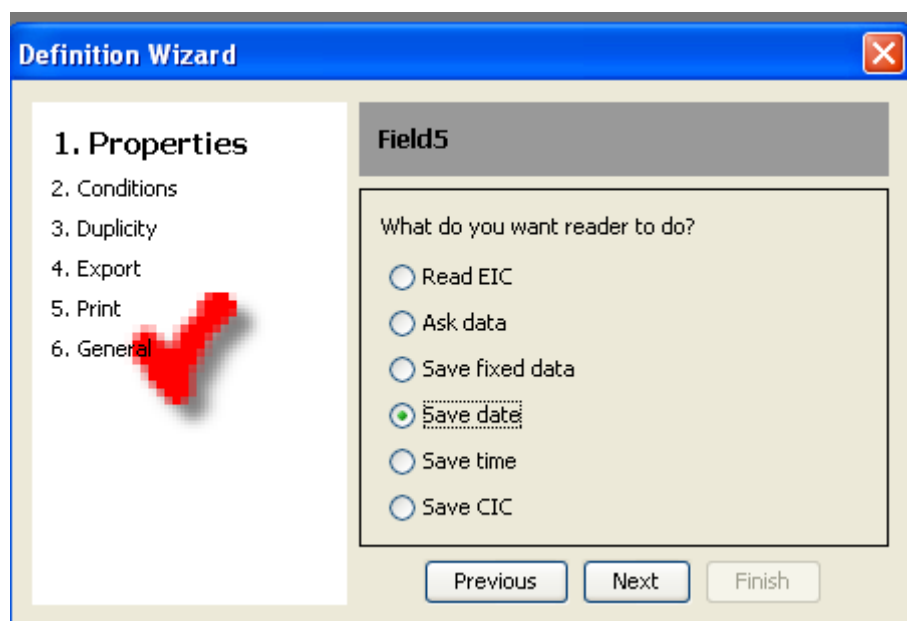 Definition Wizard
1. Properties
2. Conditions
3. Duplicity
4. Export
5. Print
6. General
Field5
What do you want reader to do?
Read EIC
Ask data
Save fixed data
Save date
Save time
Save CIC
Previous
Next
Finish